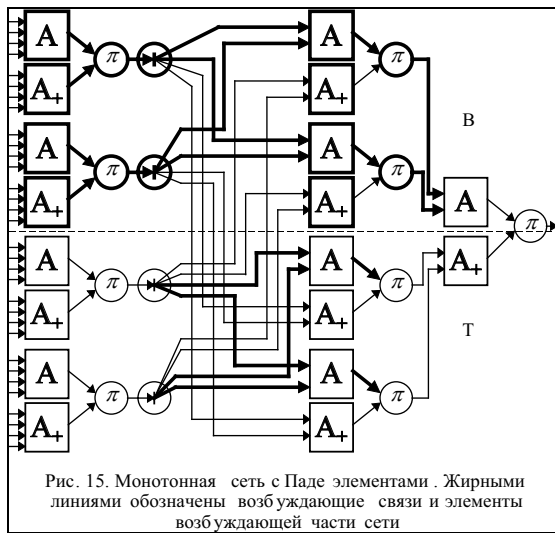 A π A π
A₊ A₊
A π A π B
A₊ A₊ A
π
A π A π A₊
A₊ A₊ T
A π A π
A₊ A₊
Рис. 15. Монотонная сеть с Паде элементами . Жирными
линиями обозначены возбуждающие связи и элементы
возбуждающей части сети